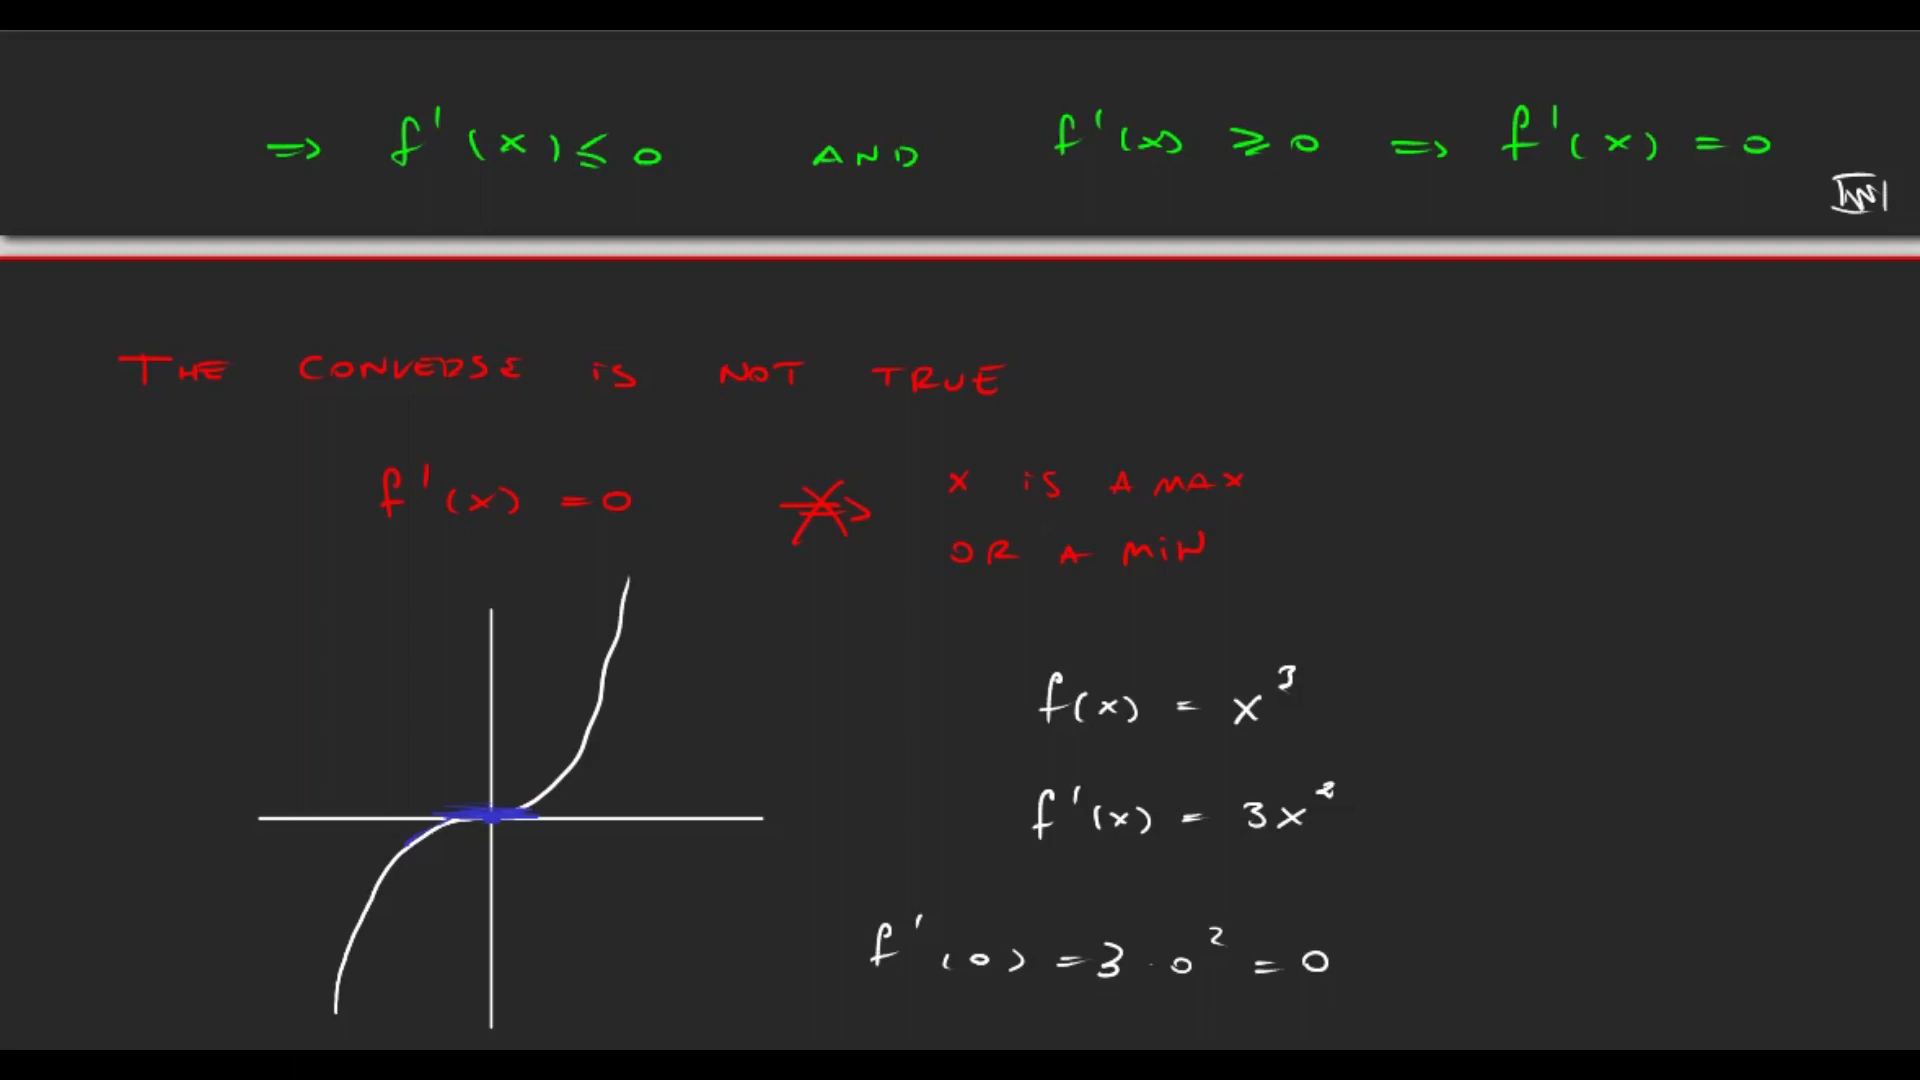 ⇒ f'(x) ≤ 0 AND f'(x) ≥ 0 ⇒ f'(x) = 0
THE CONVERSE is NOT TRUE
f'(x) = 0 ⇏ x is A MAX
OR A MiN
f(x) = x³
f'(x) = 3x²
f'(0) = 3 · 0² = 0